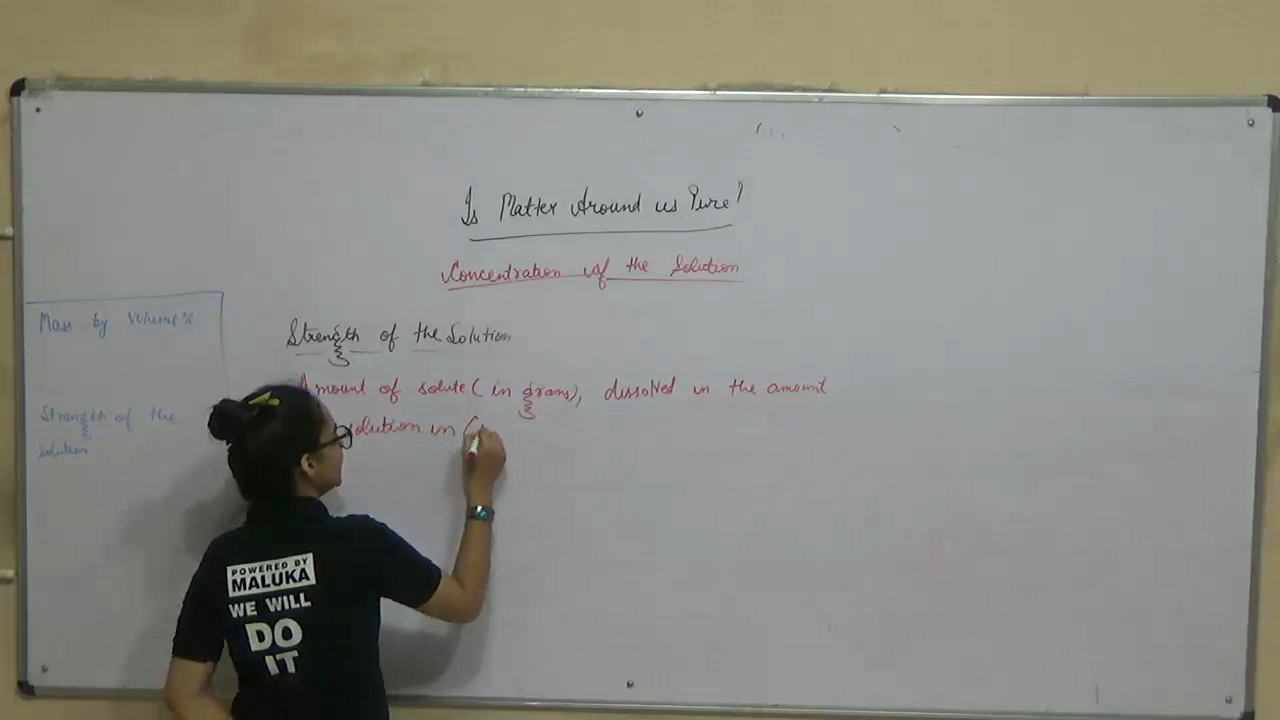 Is Matter Around us Pure?
Concentration of the Solution
Mass by Volume%
Strength of the Solution
Amount of solute (in grams), dissolved in the amount
solution in (
Strength of the
solution
POWERED BY
MALUKA
WE WILL
DO
IT